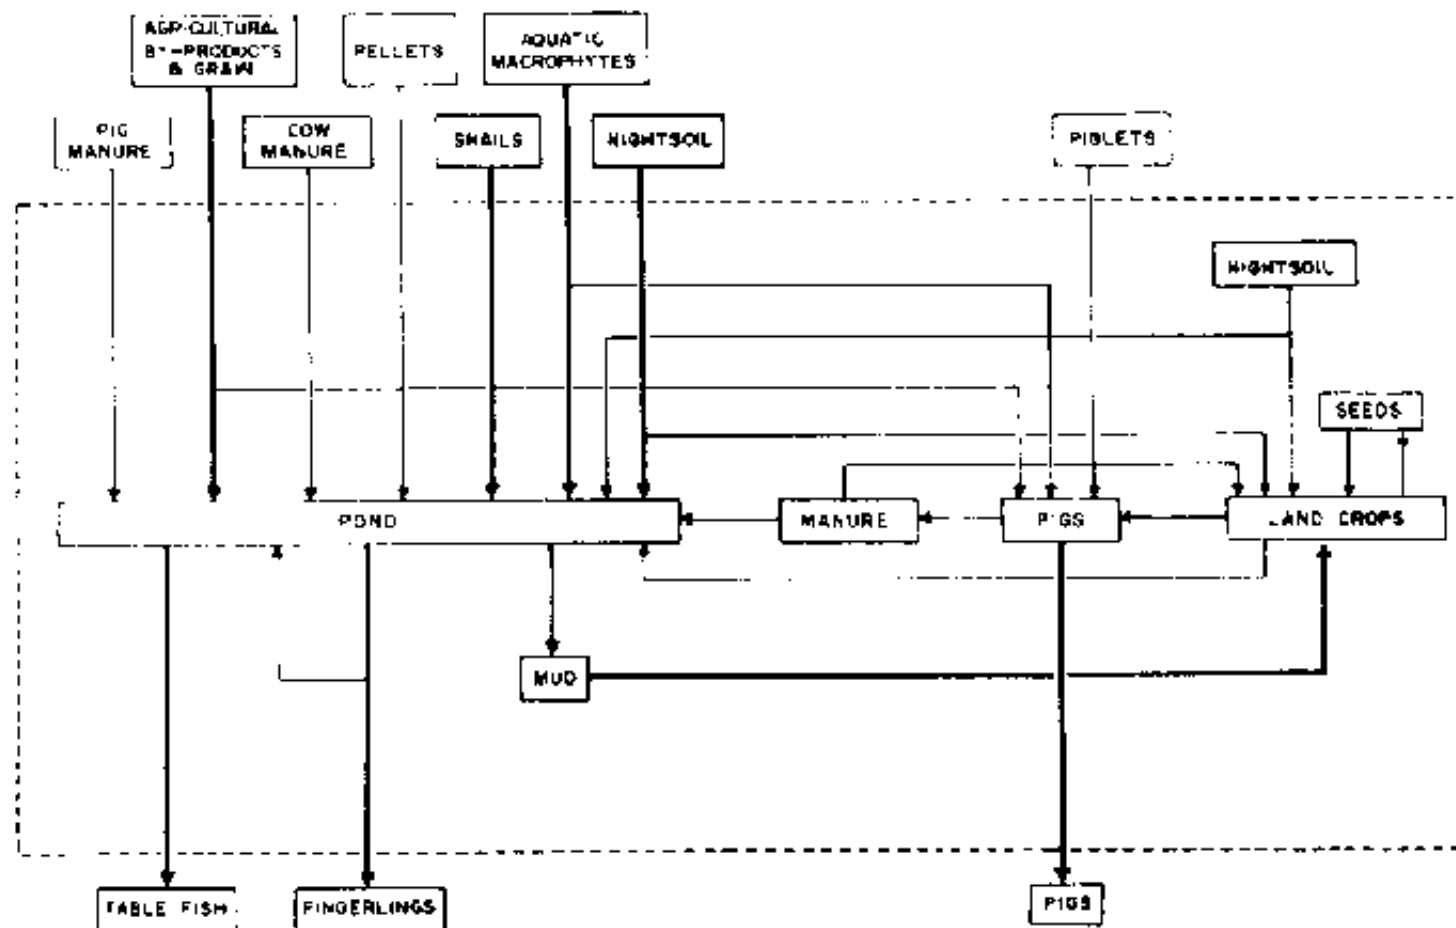 AGRICULTURAL
BY-PRODUCTS
& GRAIN
PELLETS
AQUATIC
MACROPHYTES
PIG
MANURE
COW
MANURE
SNAILS
NIGHTSOIL
PIGLETS
NIGHTSOIL
SEEDS
POND
MANURE
PIGS
LAND CROPS
MUD
TABLE FISH
FINGERLINGS
PIGS